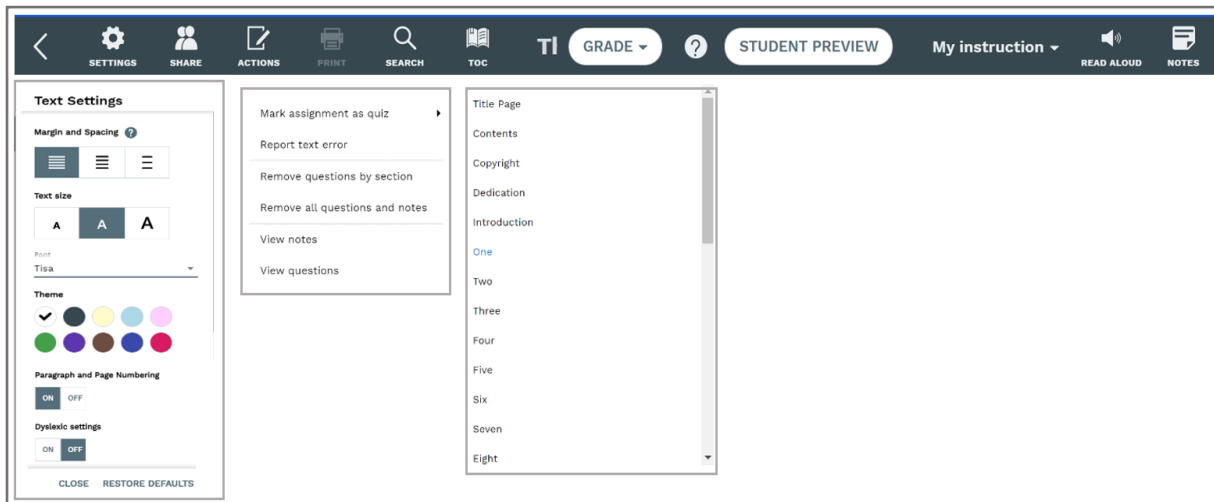 SETTINGS
SHARE
ACTIONS
PRINT
SEARCH
TOC
TI
GRADE
?
STUDENT PREVIEW
My instruction
READ ALOUD
NOTES
Text Settings
Margin and Spacing ?
Text size
A A A
Font
Tisa
Theme
Paragraph and Page Numbering
ON OFF
Dyslexic settings
ON OFF
CLOSE RESTORE DEFAULTS
Mark assignment as quiz
Report text error
Remove questions by section
Remove all questions and notes
View notes
View questions
Title Page
Contents
Copyright
Dedication
Introduction
One
Two
Three
Four
Five
Six
Seven
Eight